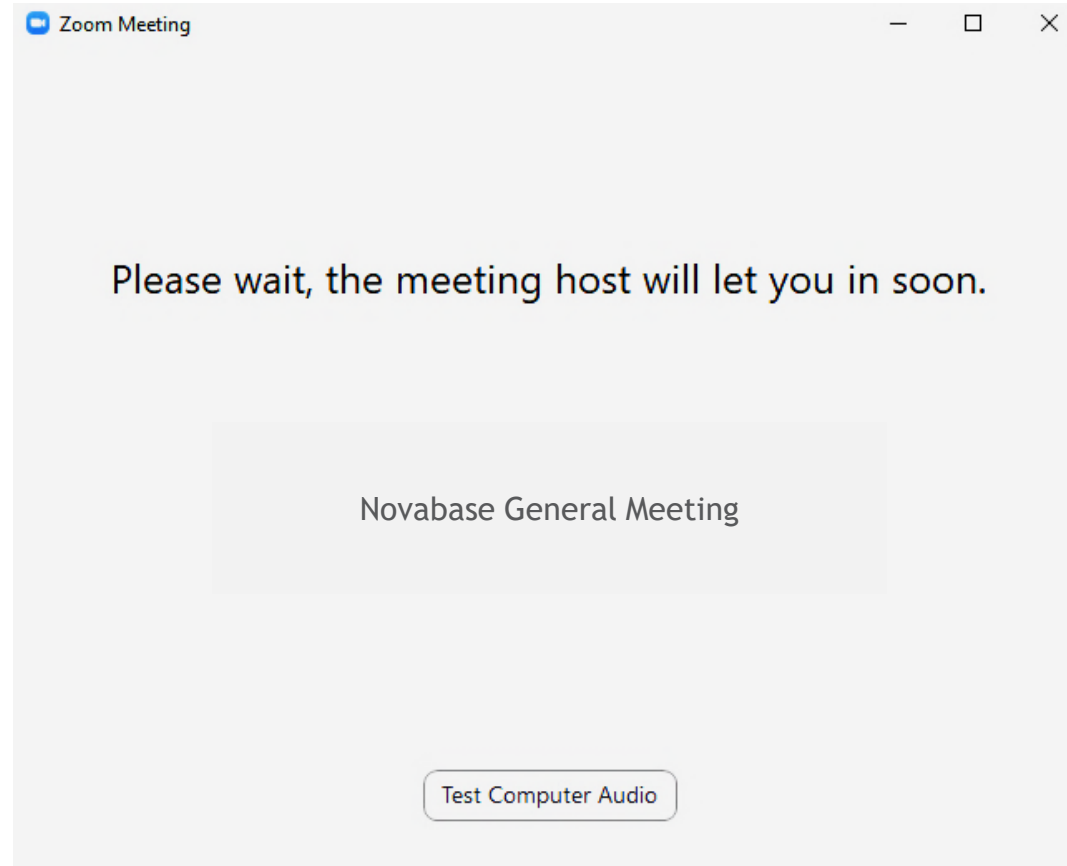 Zoom Meeting
Please wait, the meeting host will let you in soon.
Novabase General Meeting
Test Computer Audio